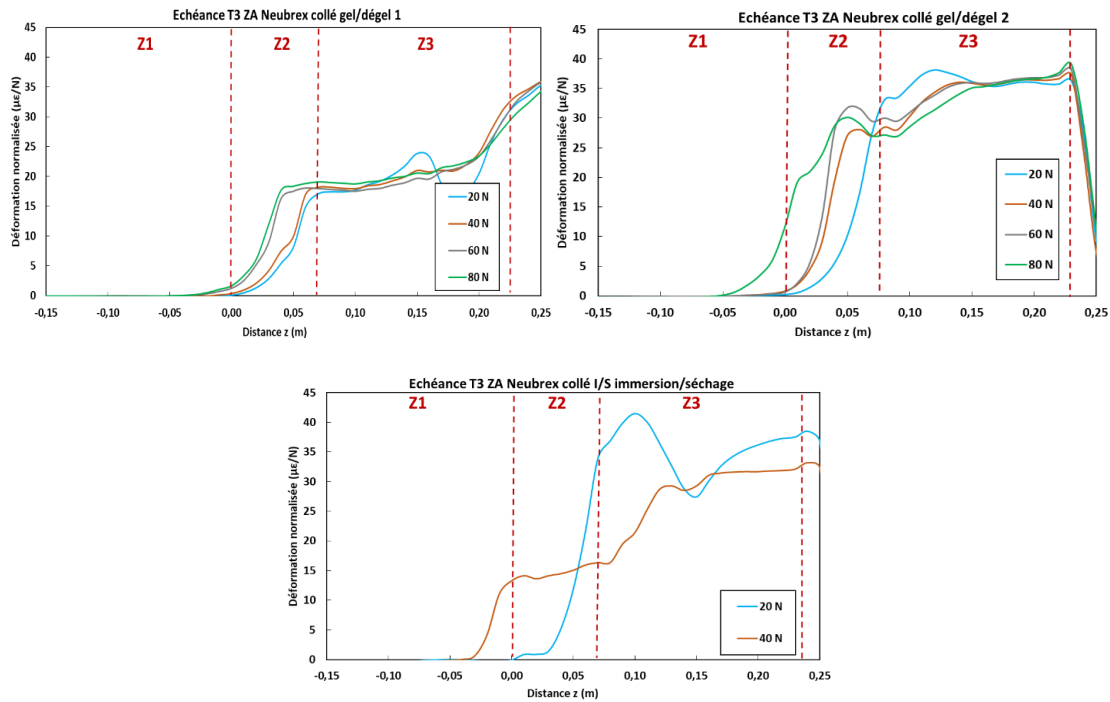 Echéance T3 ZA Neubrex collé gel/dégel 1
Z1 Z2 Z3
Déformation normalisée (µε/N)
45
40
35
30
25
20
15
10
5
0
-0,15 -0,10 -0,05 0,00 0,05 0,10 0,15 0,20 0,25
Distance z (m)
20 N
40 N
60 N
80 N
Echéance T3 ZA Neubrex collé gel/dégel 2
Z1 Z2 Z3
Déformation normalisée (µε/N)
45
40
35
30
25
20
15
10
5
0
-0,15 -0,10 -0,05 0,00 0,05 0,10 0,15 0,20 0,25
Distance z (m)
20 N
40 N
60 N
80 N
Echéance T3 ZA Neubrex collé I/S immersion/séchage
Z1 Z2 Z3
Déformation normalisée (µε/N)
45
40
35
30
25
20
15
10
5
0
-0,15 -0,10 -0,05 0,00 0,05 0,10 0,15 0,20 0,25
Distance z (m)
20 N
40 N